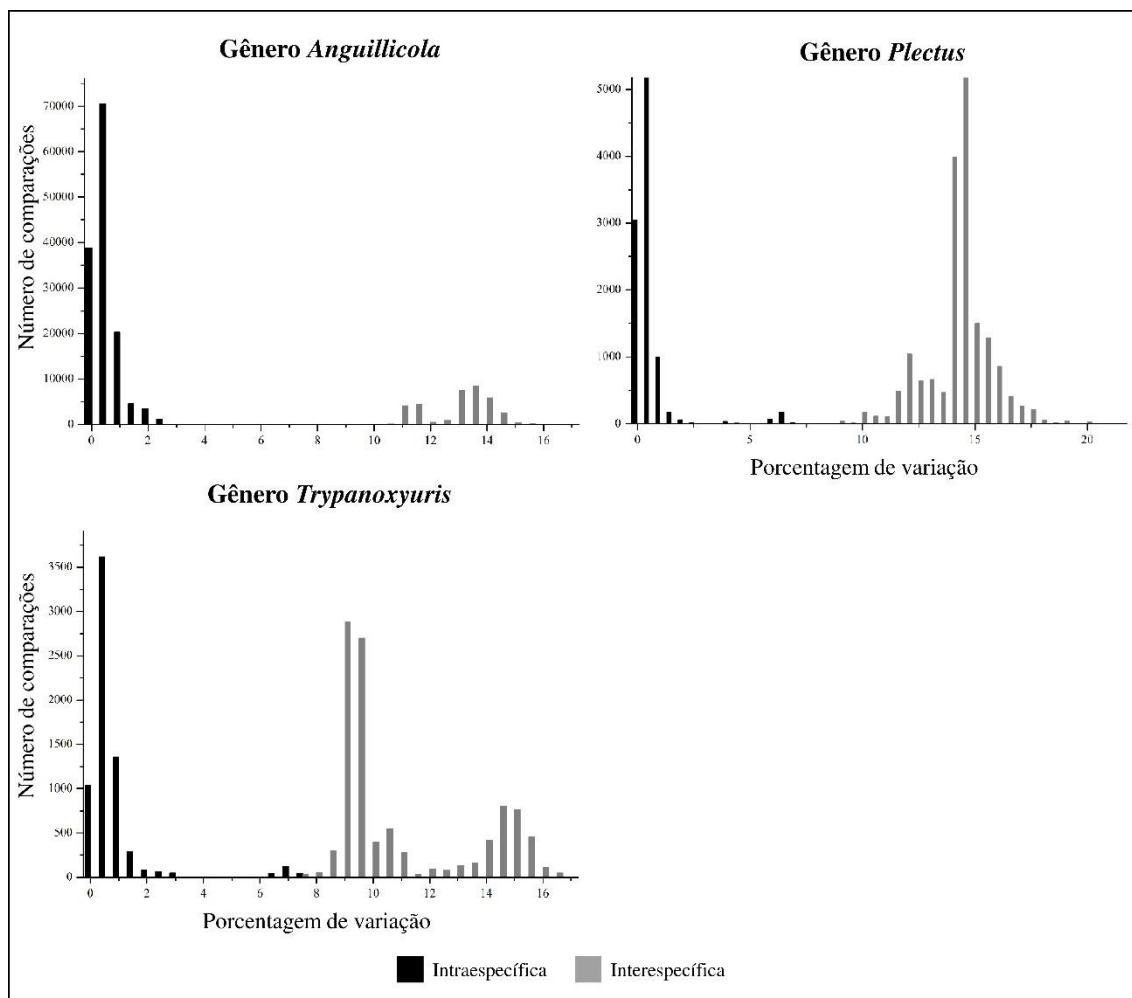 Gênero Anguillicola
Número de comparações
70000
60000
50000
40000
30000
20000
10000
0
0 2 4 6 8 10 12 14 16
Gênero Plectus
5000
4000
3000
2000
1000
0
0 5 10 15 20
Porcentagem de variação
Gênero Trypanoxyuris
Número de comparações
3500
3000
2500
2000
1500
1000
500
0
0 2 4 6 8 10 12 14 16
Porcentagem de variação
Intraespecífica Interespecífica